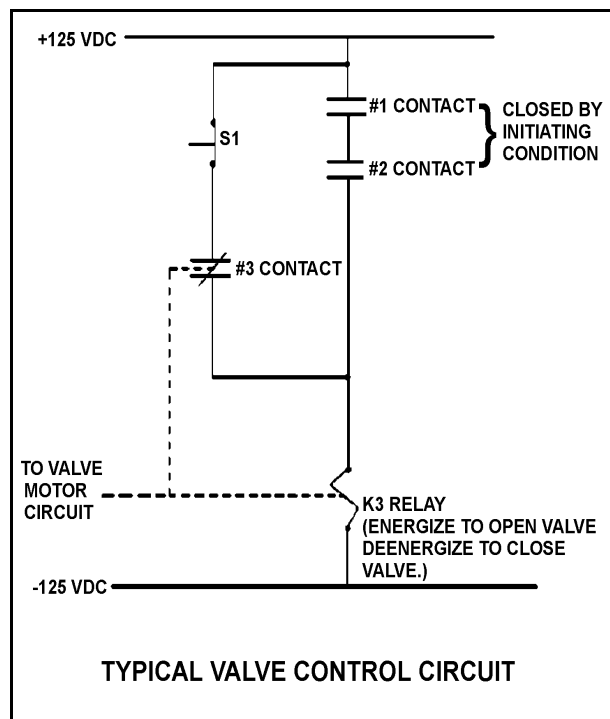 +125 VDC
#1 CONTACT
CLOSED BY
INITIATING
CONDITION
S1
#2 CONTACT
#3 CONTACT
TO VALVE
MOTOR
CIRCUIT
K3 RELAY
(ENERGIZE TO OPEN VALVE
DEENERGIZE TO CLOSE
VALVE.)
-125 VDC
TYPICAL VALVE CONTROL CIRCUIT